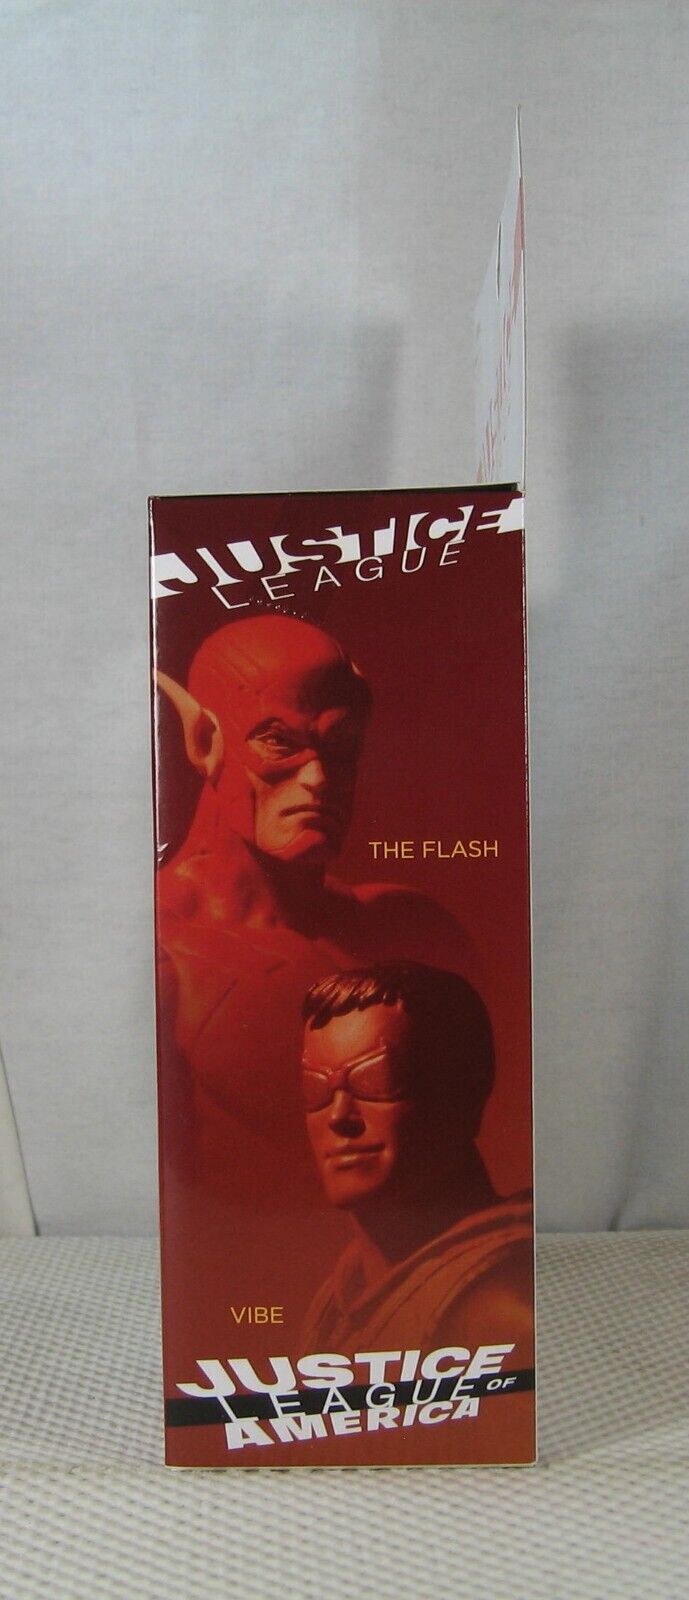 JUSTICE
LEAGUE
THE FLASH
VIBE
JUSTICE
LEAGUE OF
AMERICA